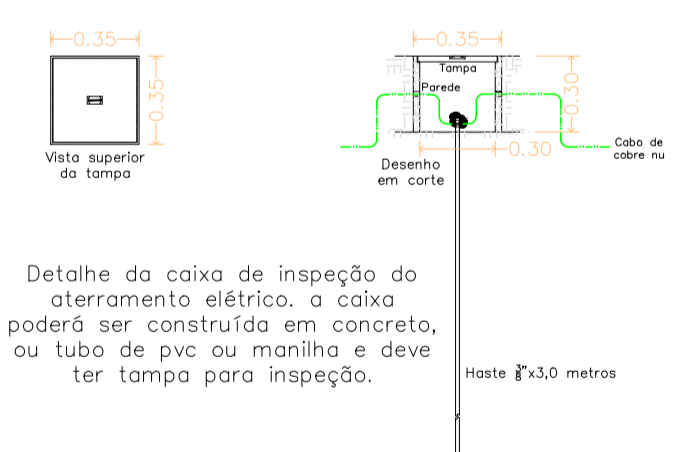 0.35
0.35
Vista superior
da tampa
0.35
Tampa
Parede
0.30
0.30
Desenho
em corte
Cabo de
cobre nu
Detalhe da caixa de inspeção do
aterramento elétrico. a caixa
poderá ser construída em concreto,
ou tubo de pvc ou manilha e deve
ter tampa para inspeção.
Haste x3,0 metros